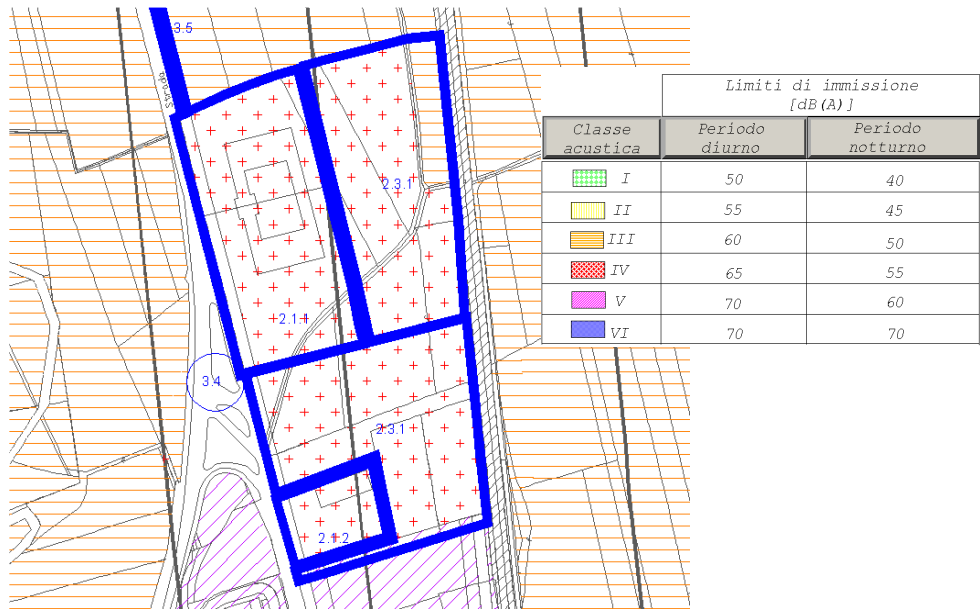 3.5
Strada
2.3.1
2.1.1
3.4
2.3.1
2.1.2
Limiti di immissione
[dB(A)]
Classe acustica Periodo diurno Periodo notturno
I 50 40
II 55 45
III 60 50
IV 65 55
V 70 60
VI 70 70